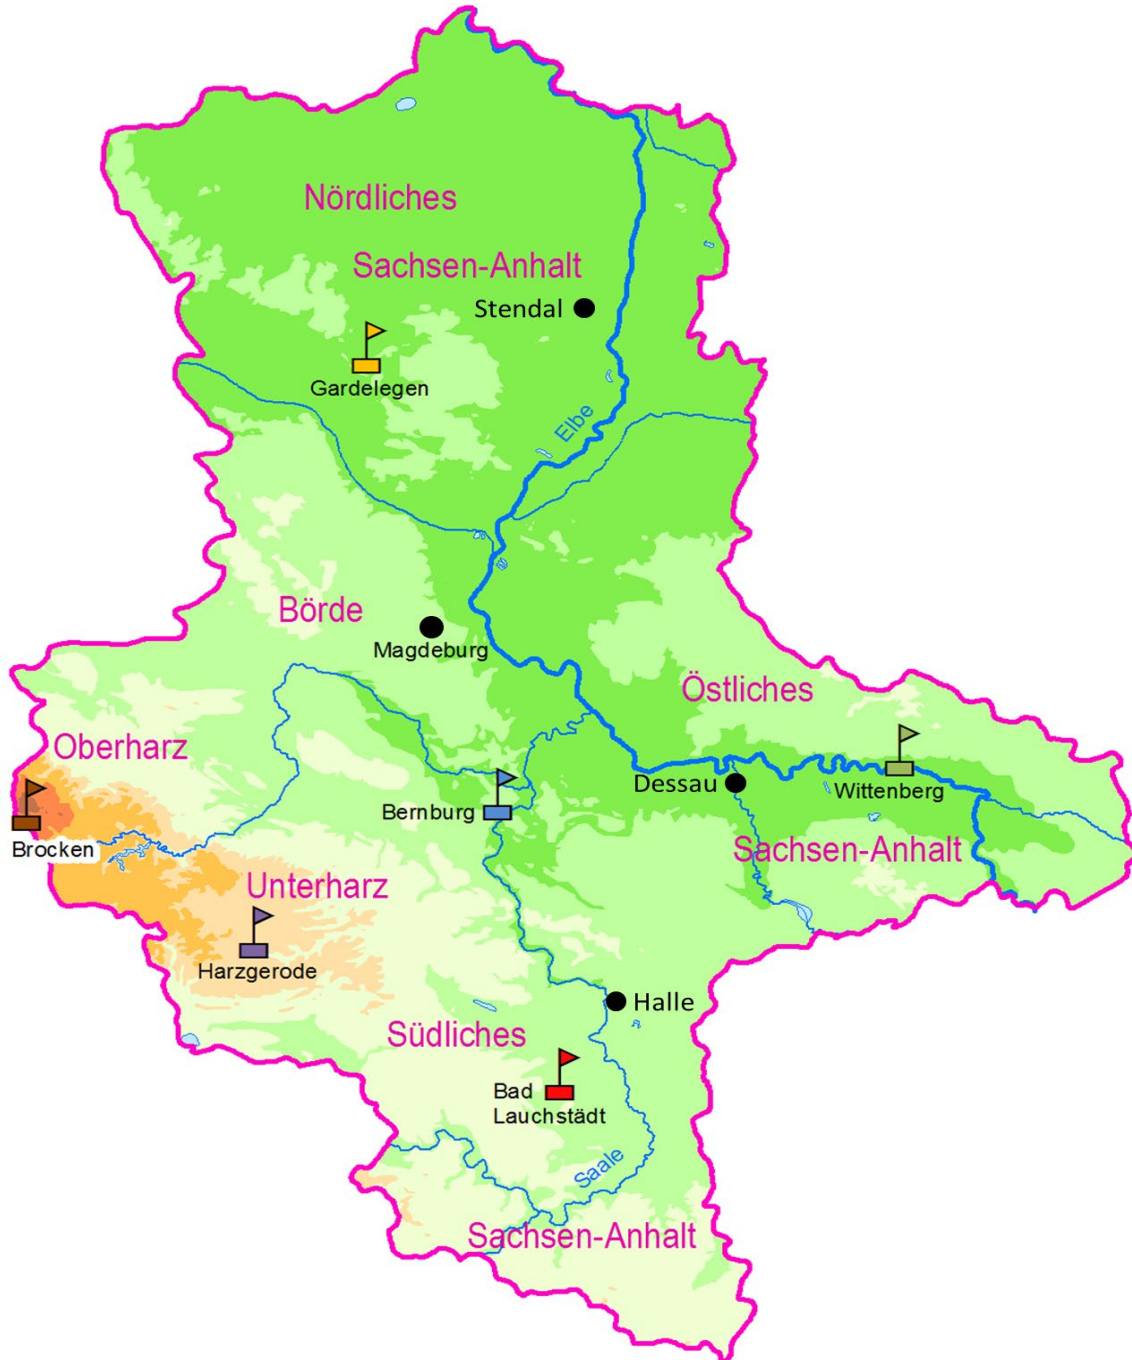 Nördliches
Sachsen-Anhalt
Stendal
Gardelegen
Elbe
Börde
Magdeburg
Östliches
Oberharz
Dessau
Wittenberg
Bernburg
Brocken
Sachsen-Anhalt
Unterharz
Harzgerode
Halle
Südliches
Bad
Lauchstädt
Saale
Sachsen-Anhalt